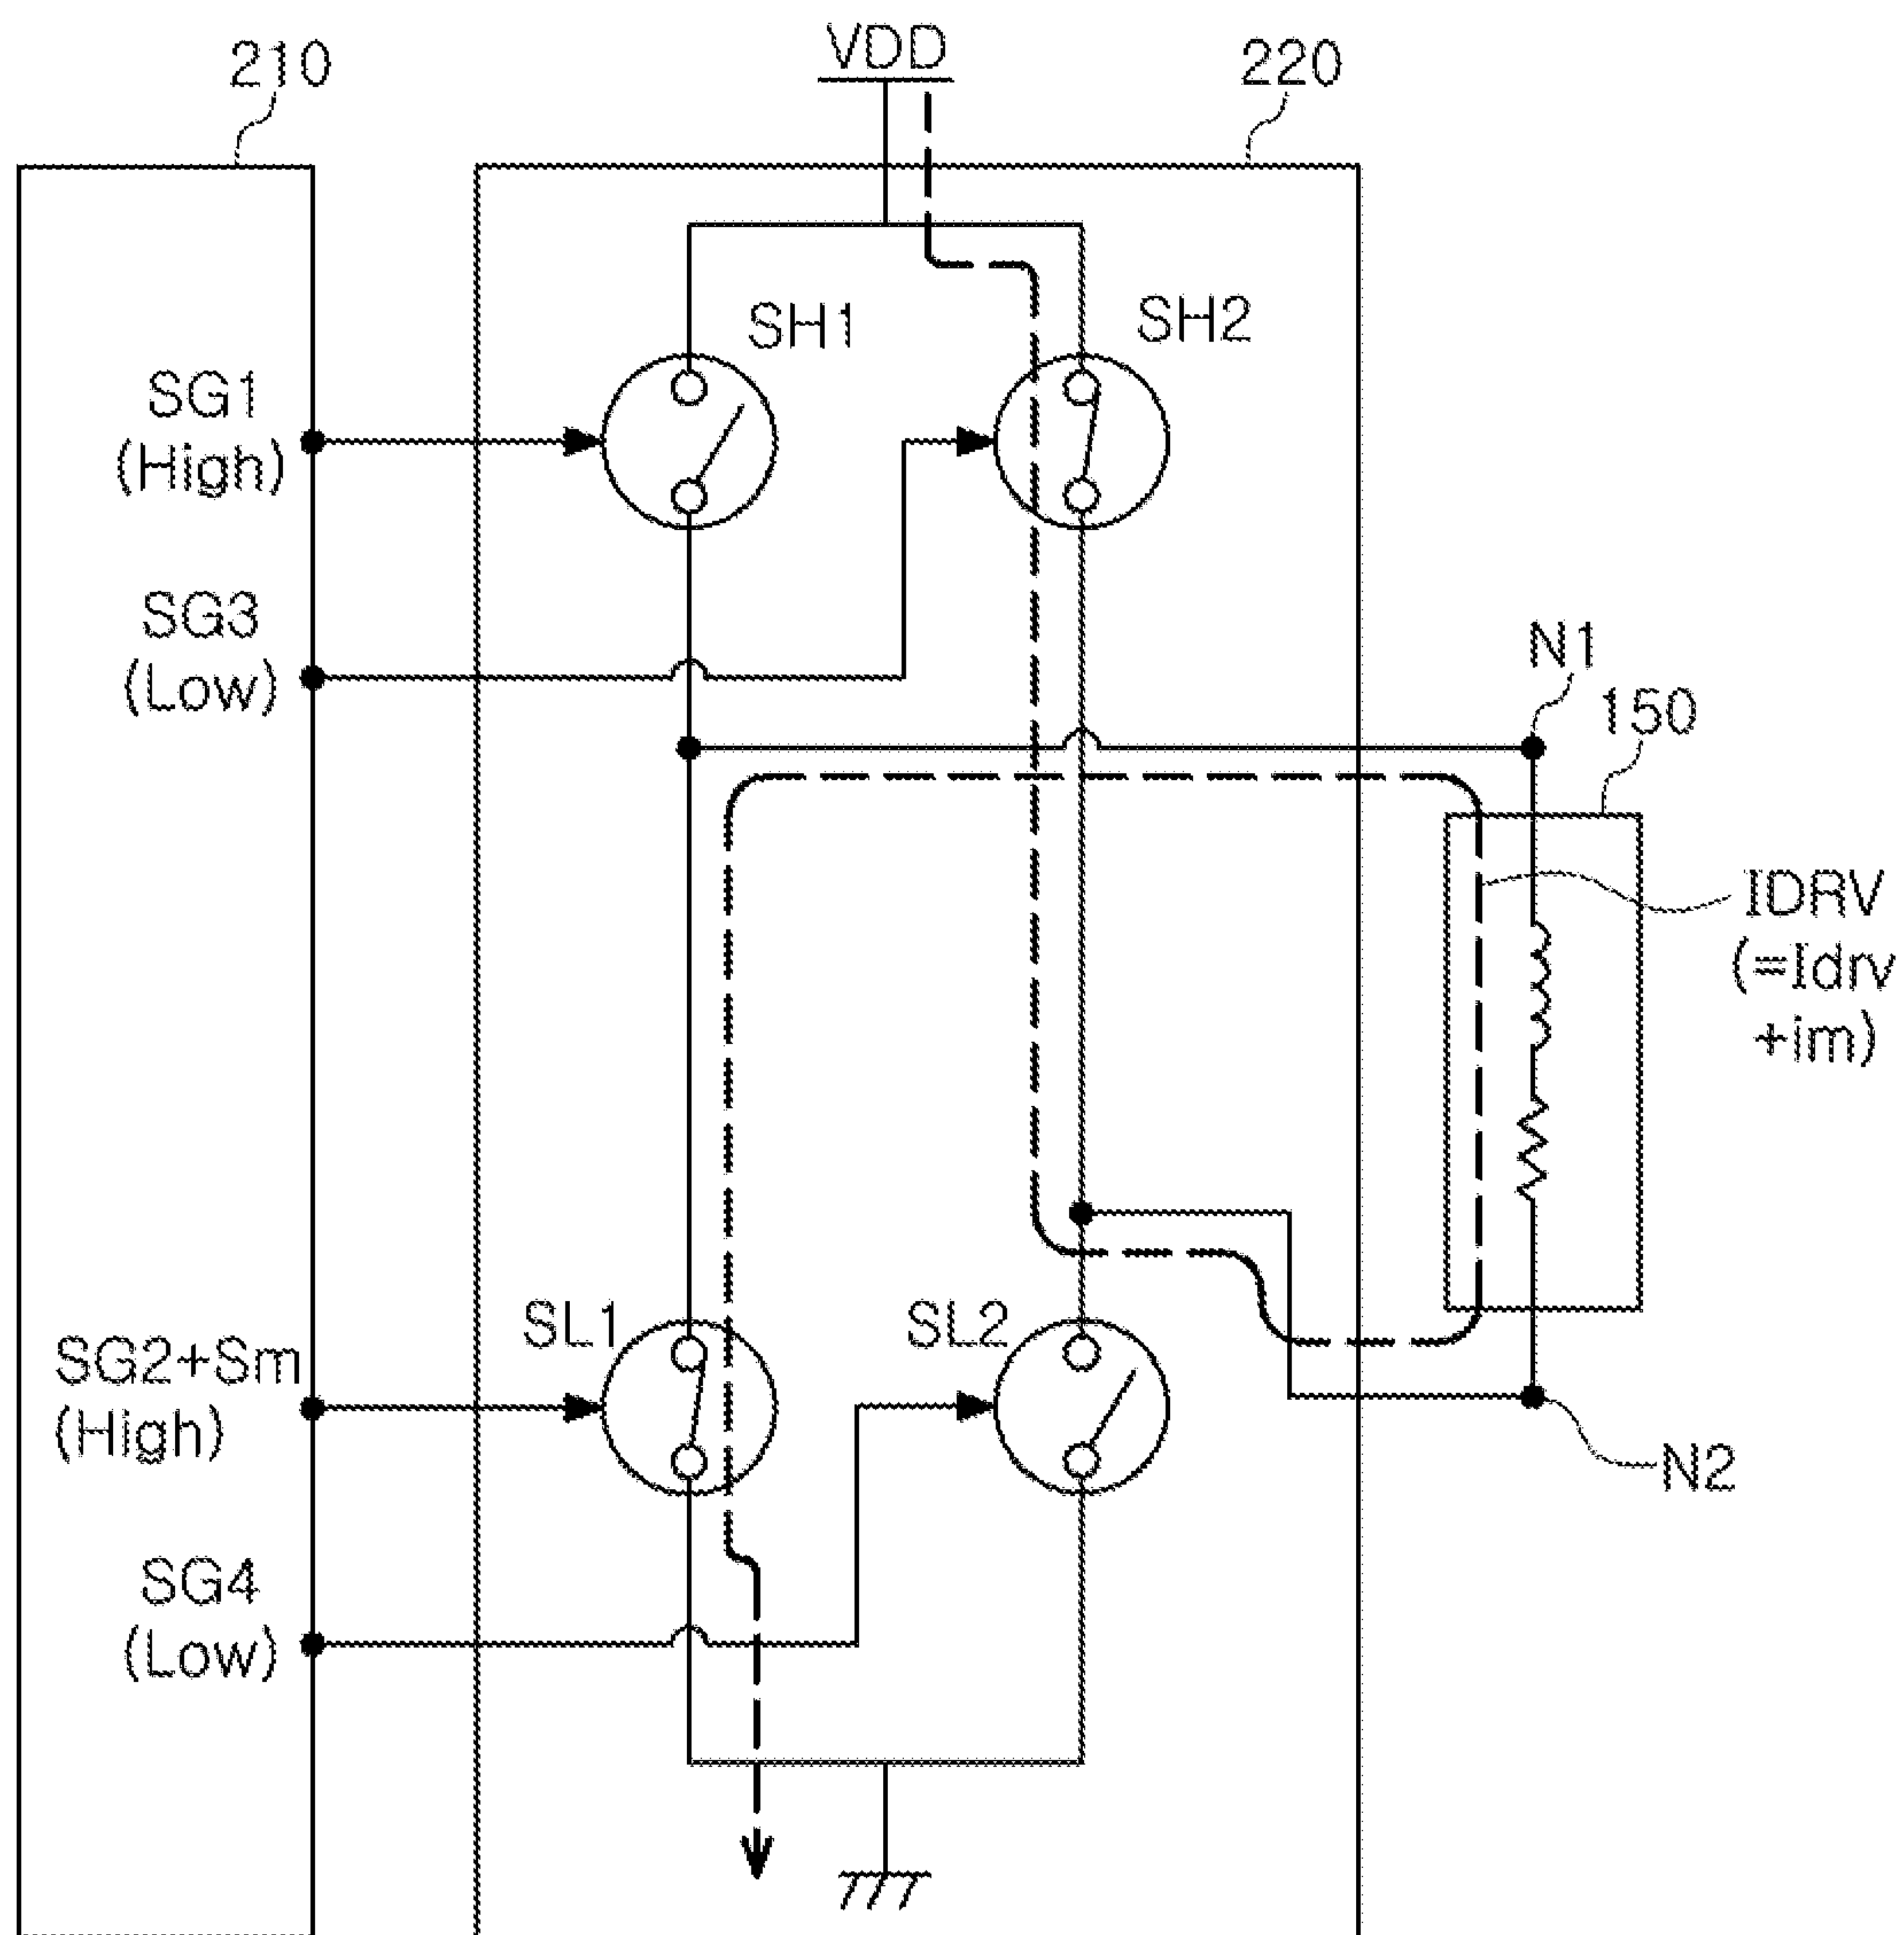 210
VDD
220
SH1
SH2
SG1
(High)
SG3
(Low)
N1
150
IDRV
(=Idrv
+im)
SL1
SL2
SG2+Sm
(High)
N2
SG4
(Low)